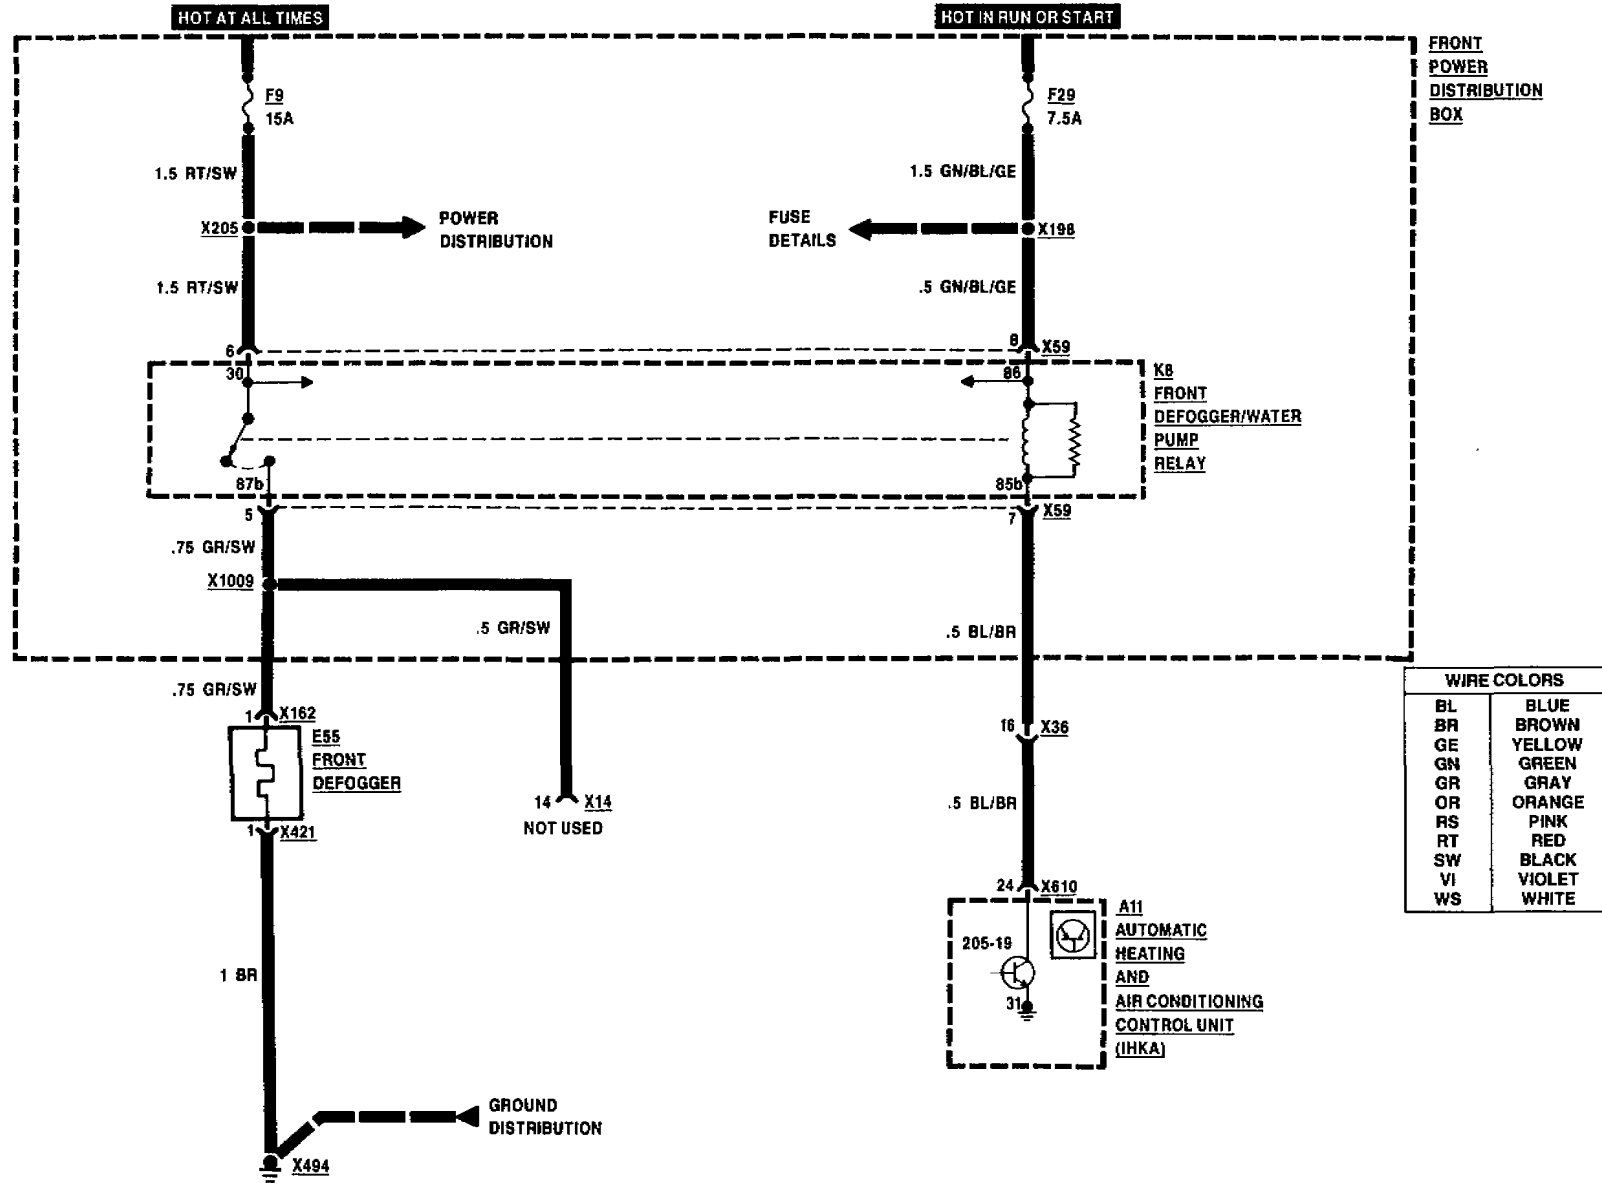 HOT AT ALL TIMES
HOT IN RUN OR START
FRONT
POWER
DISTRIBUTION
BOX
F9
15A
F29
7.5A
1.5 RT/SW
1.5 GN/BL/GE
X205
POWER
DISTRIBUTION
FUSE
DETAILS
X198
1.5 RT/SW
.5 GN/BL/GE
6
8
X59
30
86
K8
FRONT
DEFOGGER/WATER
PUMP
RELAY
87b
85b
5
7
X59
.75 GR/SW
X1009
.5 GR/SW
.5 BL/BR
.75 GR/SW
1
X162
E55
FRONT
DEFOGGER
1
X421
14
X14
NOT USED
16
X36
.5 BL/BR
24
X610
A11
AUTOMATIC
HEATING
AND
AIR CONDITIONING
CONTROL UNIT
(IHKA)
205-19
31
1 BR
GROUND
DISTRIBUTION
X494
WIRE COLORS
BL BLUE
BR BROWN
GE YELLOW
GN GREEN
GR GRAY
OR ORANGE
RS PINK
RT RED
SW BLACK
VI VIOLET
WS WHITE